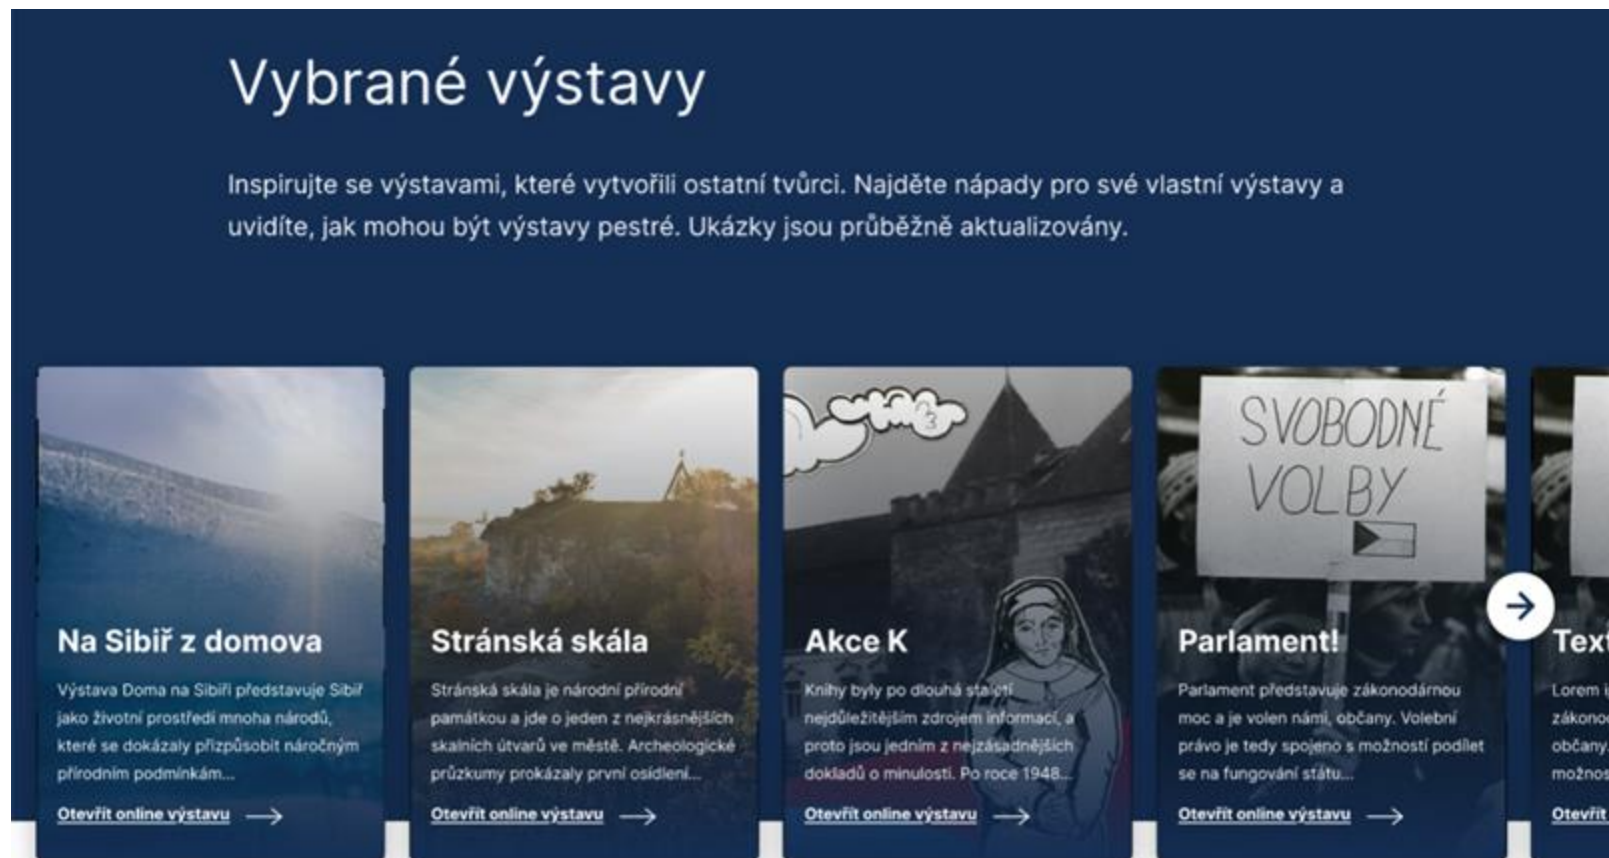 Vybrané výstavy
Inspirujte se výstavami, které vytvořili ostatní tvůrci. Najděte nápady pro své vlastní výstavy a
uvidíte, jak mohou být výstavy pestré. Ukázky jsou průběžně aktualizovány.
Na Sibiř z domova
Výstava Doma na Sibiři představuje Sibiř
jako životní prostředí mnoha národů,
které se dokázaly přizpůsobit náročným
přírodním podmínkám...
Otevřít online výstavu
Stránská skála
Stránská skála je národní přírodní
památkou a jde o jeden z nejkrásnějších
skalních útvarů ve městě. Archeologické
průzkumy prokázaly první osídlení...
Otevřít online výstavu
3
Akce K
Knihy byly po dlouhá staletí
nejdůležitějším zdrojem informací, a
proto jsou jedním z nejzásadnějších
dokladů o minulosti. Po roce 1948...
Otevřít online výstavu
SVOBODNÉ
VOLBY
Parlament!
Parlament představuje zákonodárnou
moc a je volen námi, občany. Volební
právo je tedy spojeno s možností podílet
se na fungování státu...
Otevřít online výstavu
Text
Lorem
občany.
Otevřít